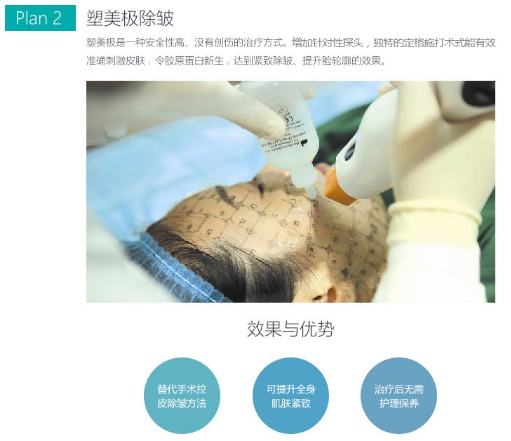 Plan 2
塑美极除皱
塑美极是一种安全性高、没有创伤的治疗方式。增加针对性探头，独特的定格施打术式能有效
准确刺激皮肤，令胶原蛋白新生，达到紧致除皱、提升脸轮廓的效果。
效果与优势
替代手术拉
皮除皱方法
可提升全身
肌肤紧致
治疗后无需
护理保养